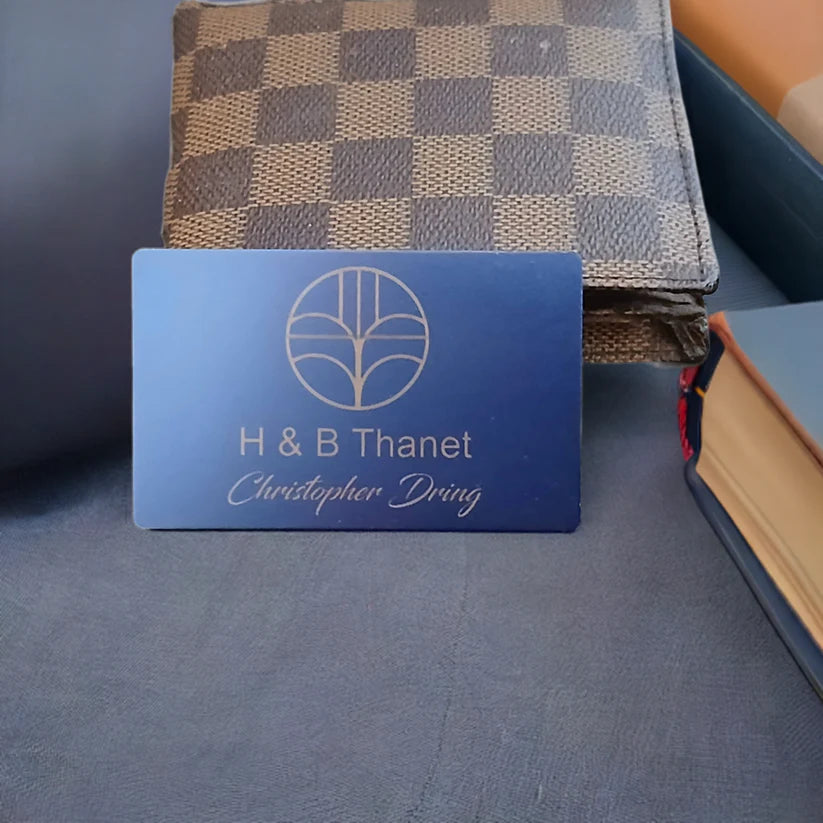 H & B Thanet
Christopher Dring